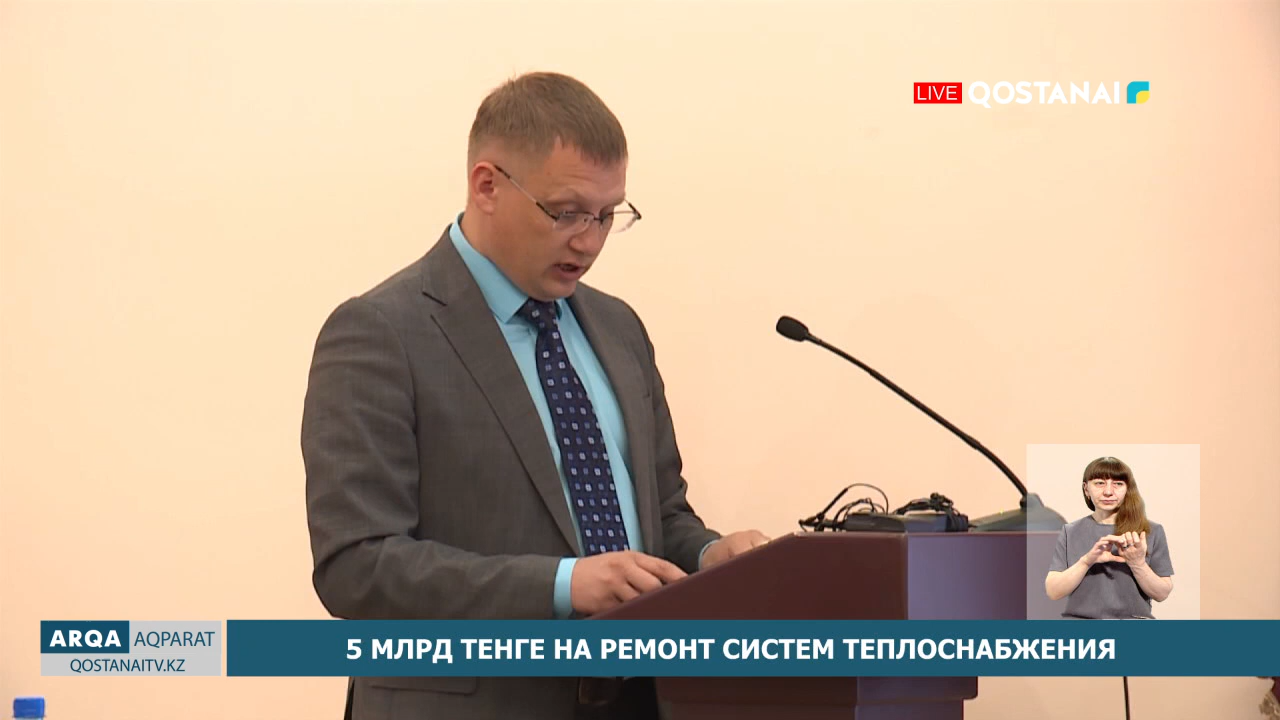 LIVE QOSTANAI
ARQA AQPARAT
QOSTANAITV.KZ
5 МЛРД ТЕНГЕ НА РЕМОНТ СИСТЕМ ТЕПЛОСНАБЖЕНИЯ